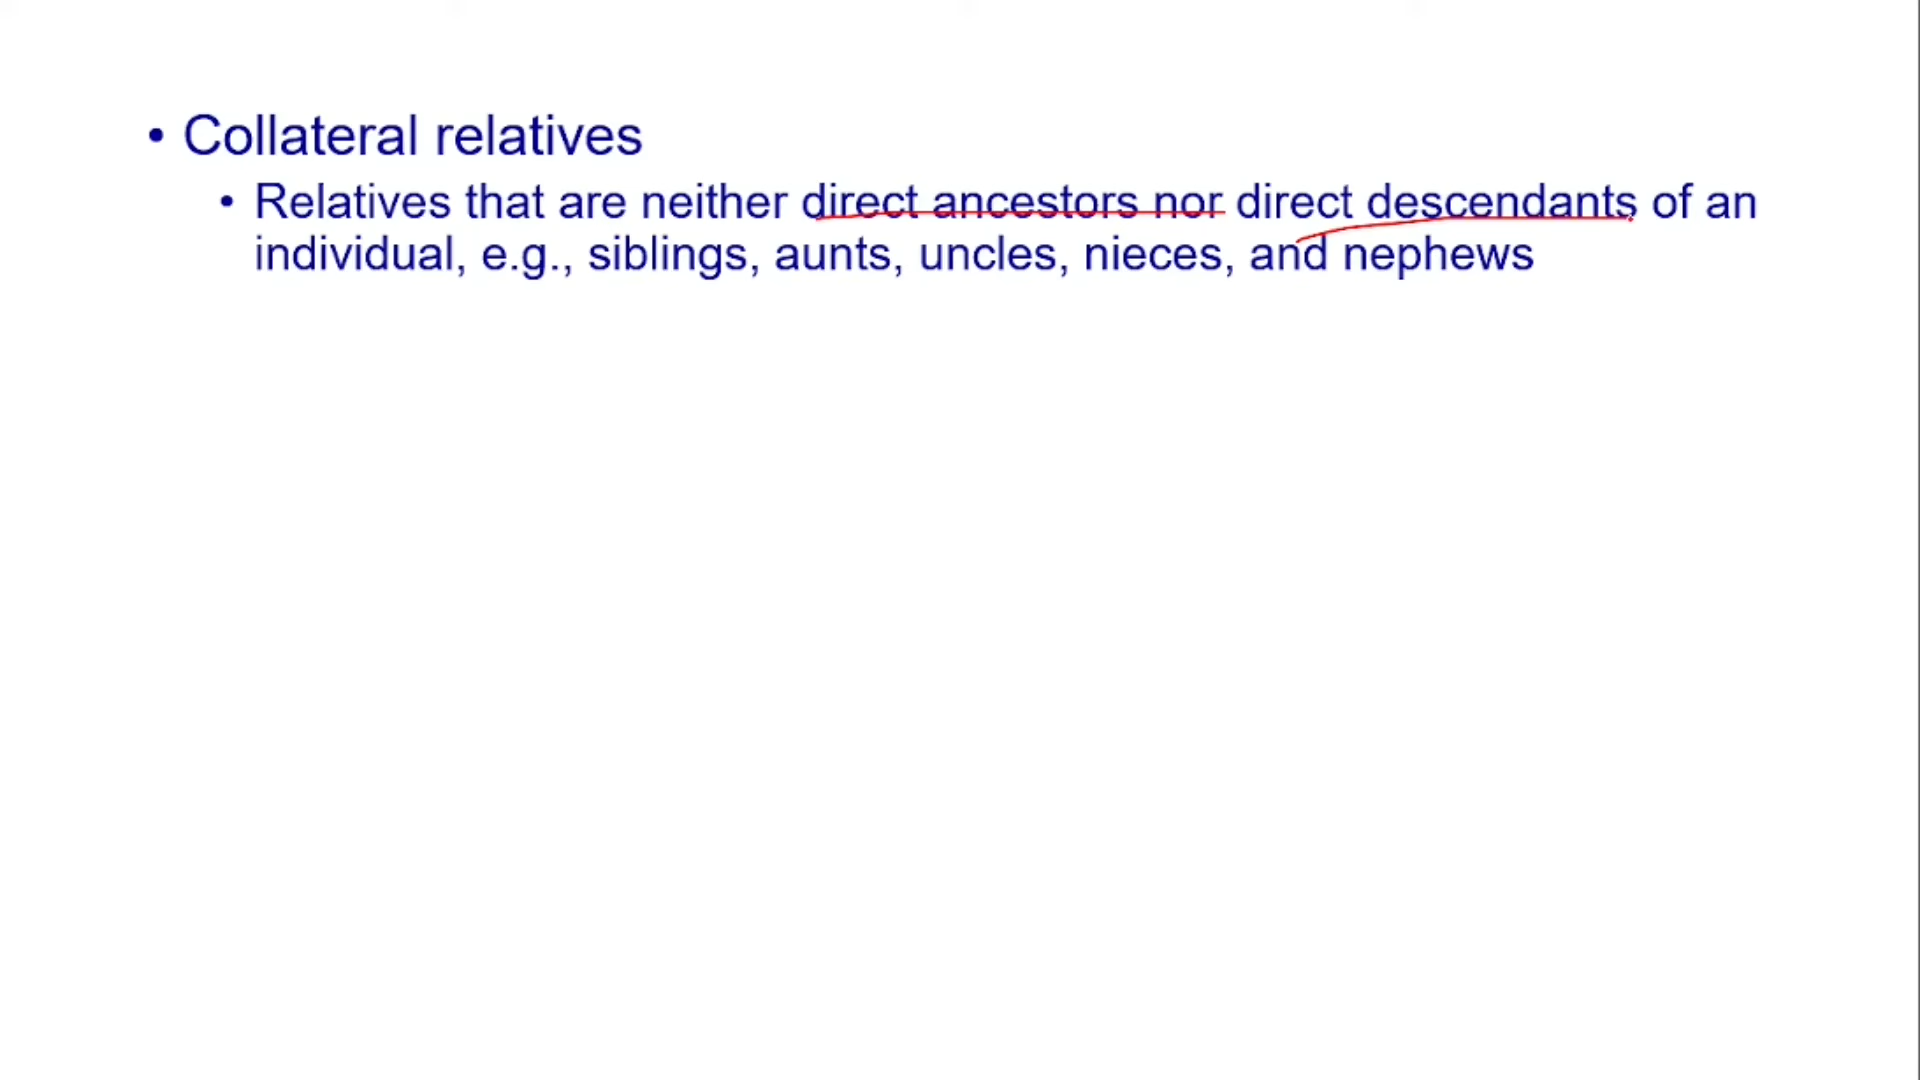 • Collateral relatives
• Relatives that are neither direct ancestors nor direct descendants of an
individual, e.g., siblings, aunts, uncles, nieces, and nephews